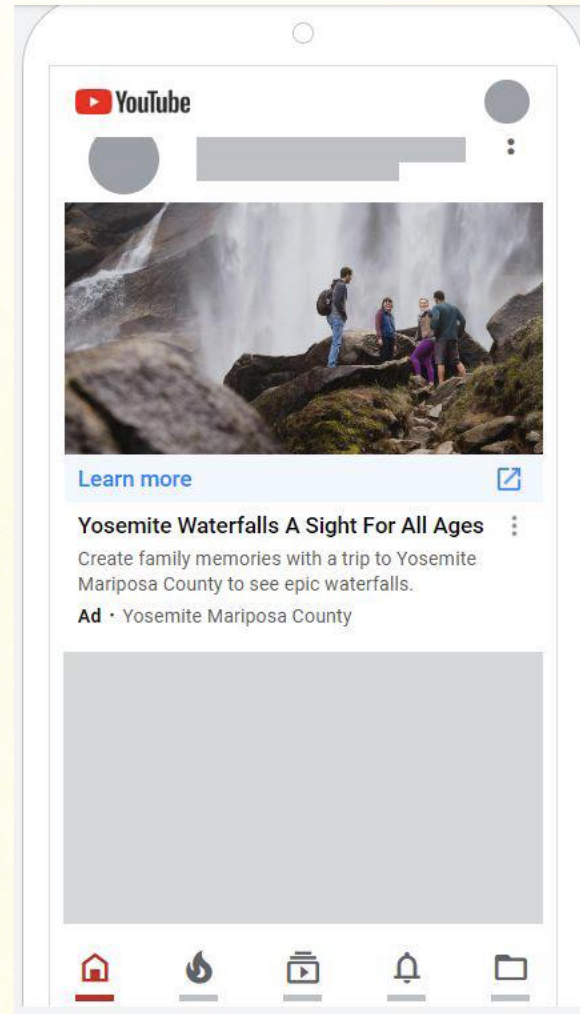 YouTube
Learn more
Yosemite Waterfalls A Sight For All Ages
Create family memories with a trip to Yosemite
Mariposa County to see epic waterfalls.
Ad · Yosemite Mariposa County